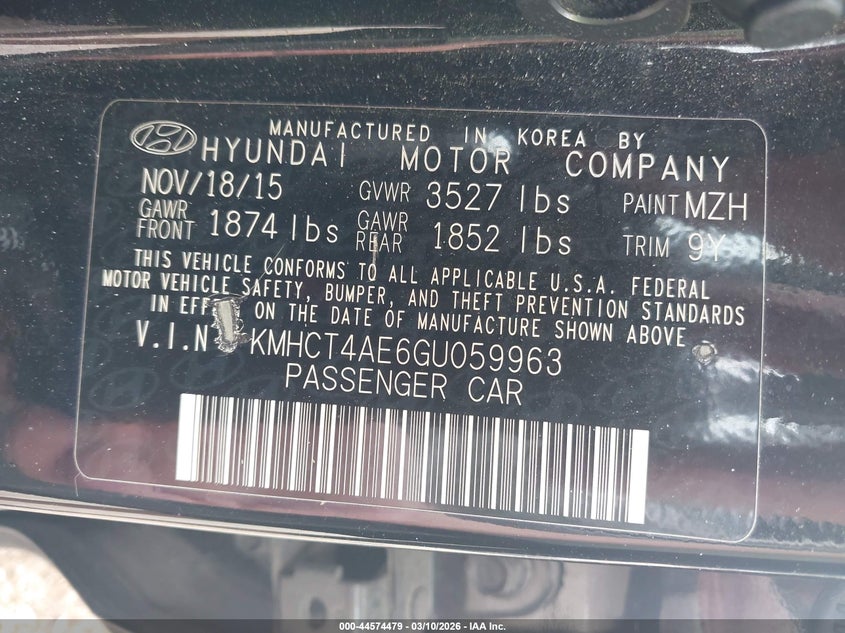 MANUFACTURED IN KOREA BY
HYUNDAI MOTOR COMPANY
NOV/18/15 GVWR 3527 lbs PAINT MZH
GAWR FRONT 1874 lbs GAWR REAR 1852 lbs TRIM 9Y
THIS VEHICLE CONFORMS TO ALL APPLICABLE U.S.A. FEDERAL
MOTOR VEHICLE SAFETY, BUMPER, AND THEFT PREVENTION STANDARDS
IN ON THE DATE OF MANUFACTURE SHOWN ABOVE
V.I.N KMHCT4AE6GU059963
PASSENGER CAR
000-44574479 - 03/10/2026 - IAA Inc.